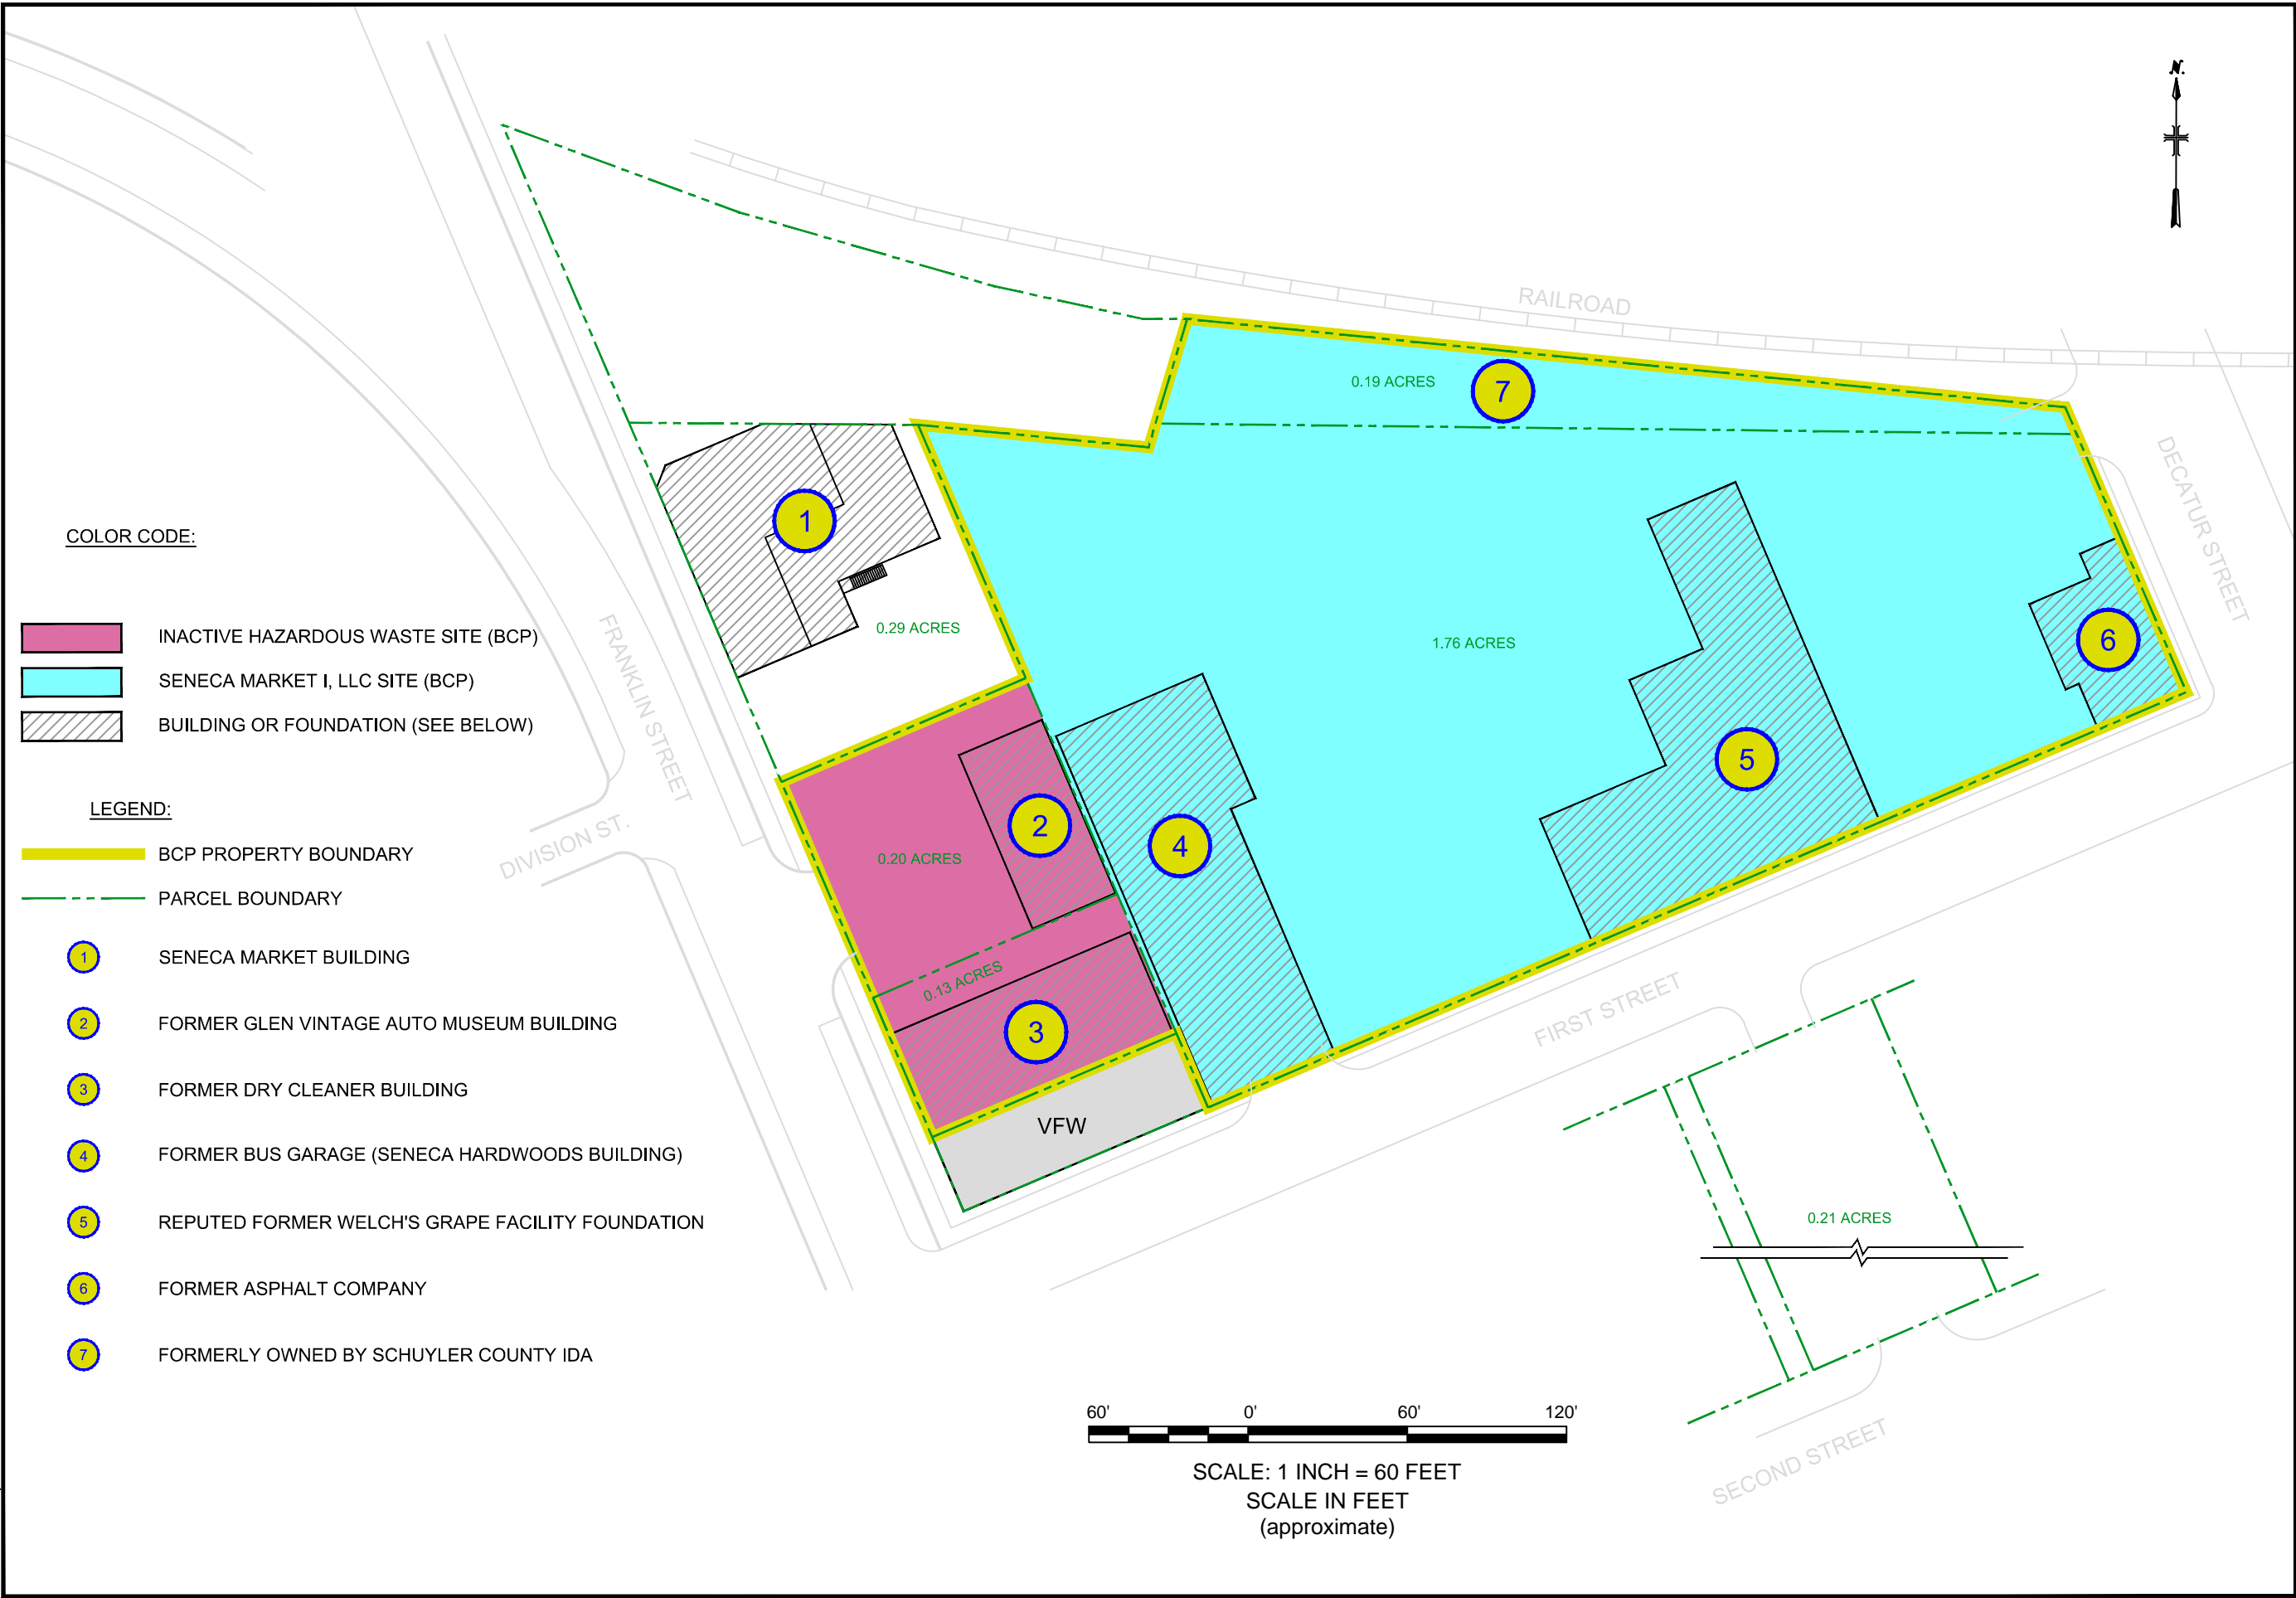 N.
RAILROAD
0.19 ACRES
7
DECATUR STREET
1
COLOR CODE:
INACTIVE HAZARDOUS WASTE SITE (BCP)
SENECA MARKET I, LLC SITE (BCP)
BUILDING OR FOUNDATION (SEE BELOW)
FRANKLIN STREET
0.29 ACRES
1.76 ACRES
6
5
LEGEND:
BCP PROPERTY BOUNDARY
PARCEL BOUNDARY
DIVISION ST.
2
4
0.20 ACRES
0.13 ACRES
3
VFW
FIRST STREET
1 SENECA MARKET BUILDING
2 FORMER GLEN VINTAGE AUTO MUSEUM BUILDING
3 FORMER DRY CLEANER BUILDING
4 FORMER BUS GARAGE (SENECA HARDWOODS BUILDING)
5 REPUTED FORMER WELCH'S GRAPE FACILITY FOUNDATION
6 FORMER ASPHALT COMPANY
7 FORMERLY OWNED BY SCHUYLER COUNTY IDA
0.21 ACRES
SECOND STREET
60' 0' 60' 120'
SCALE: 1 INCH = 60 FEET
SCALE IN FEET
(approximate)